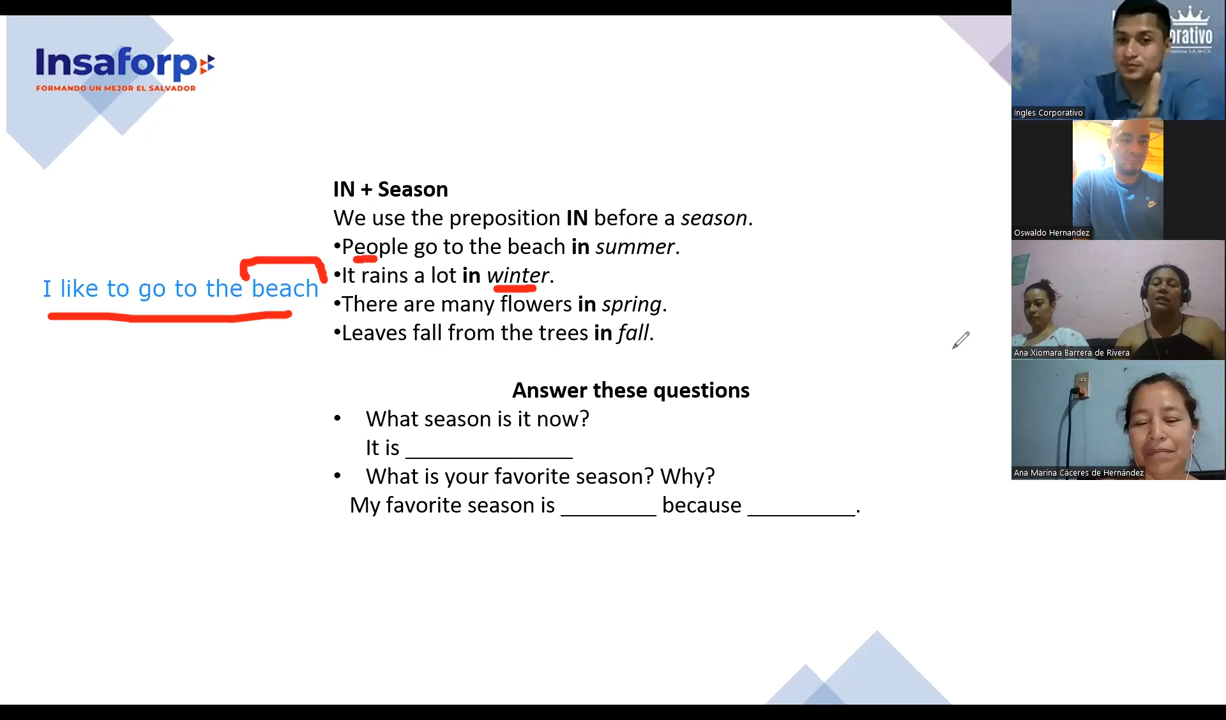 Insaforp
FORMANDO UN MEJOR EL SALVADOR
IN + Season
We use the preposition IN before a season.
•People go to the beach in summer.
•It rains a lot in winter.
•There are many flowers in spring.
•Leaves fall from the trees in fall.
I like to go to the beach
Answer these questions
• What season is it now?
It is _______________
• What is your favorite season? Why?
My favorite season is ________ because _________.
orativo
Ingles Corporativo
Oswaldo Hernandez
Ana Xiomara Barrera de Rivera
Ana Marina Cáceres de Hernández